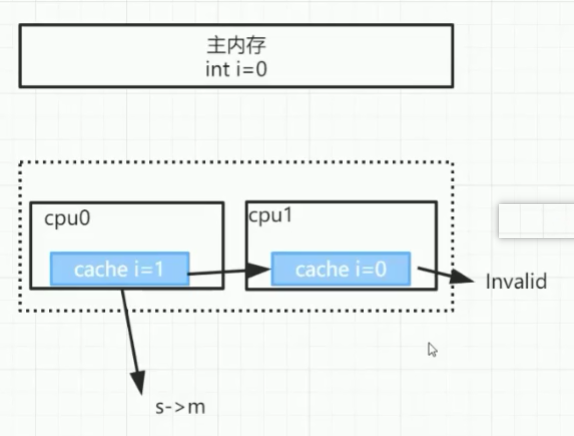 主内存
int i=0
cpu0
cpu1
cache i=1
cache i=0
Invalid
s->m